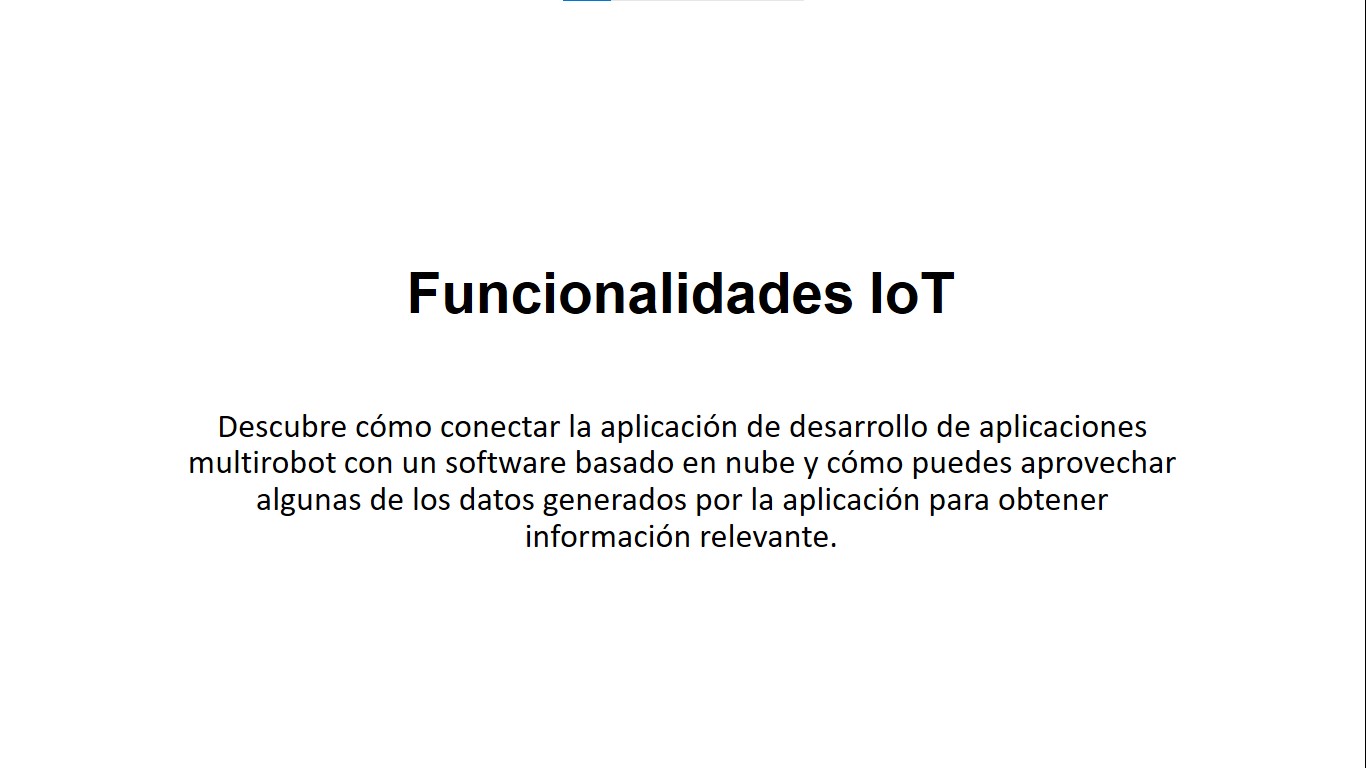 Funcionalidades IoT
Descubre cómo conectar la aplicación de desarrollo de aplicaciones
multirobot con un software basado en nube y cómo puedes aprovechar
algunas de los datos generados por la aplicación para obtener
información relevante.